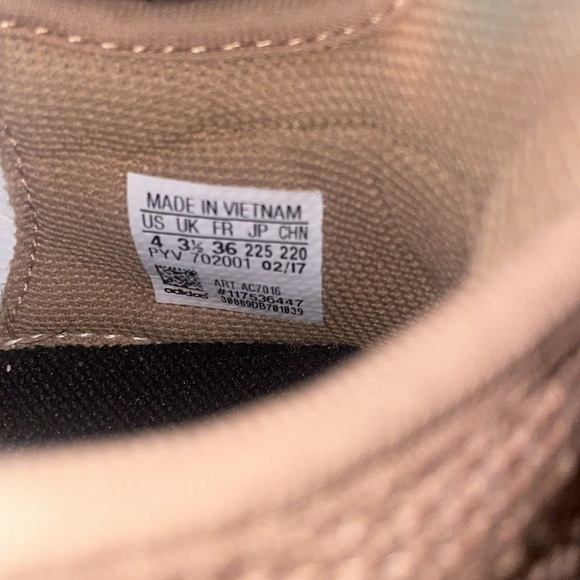 MADE IN VIETNAM
US UK FR JP CHN
4 3½ 36 225 220
PYV 702001 02/17
ART. AC7016
adidas #117536447
30889DB701039